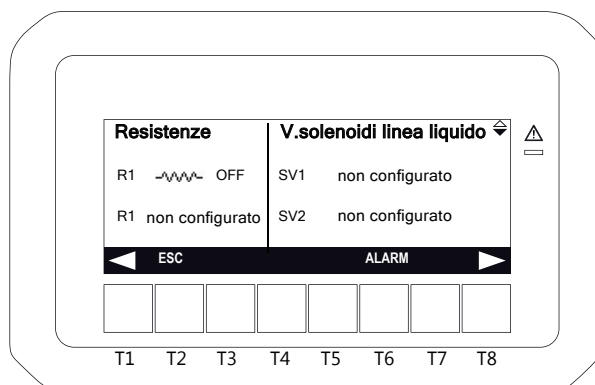 Resistenze V.solenoidi linea liquido
R1 OFF SV1 non configurato
R1 non configurato SV2 non configurato
ESC ALARM
T1 T2 T3 T4 T5 T6 T7 T8